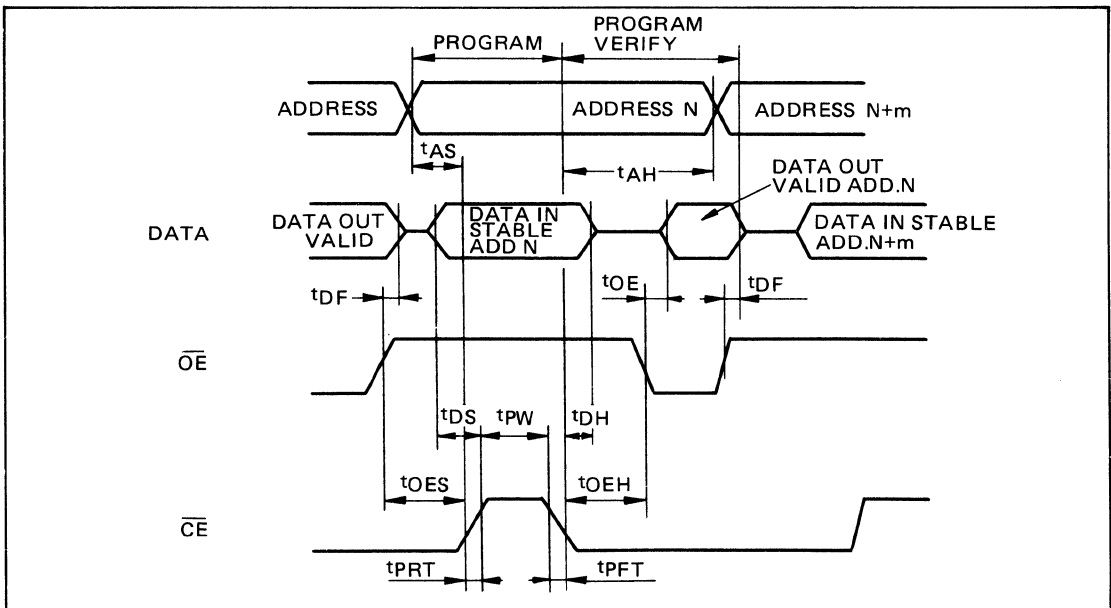 PROGRAM
PROGRAM
VERIFY
ADDRESS
ADDRESS N
ADDRESS N+m
tAS
tAH
DATA OUT
VALID ADD.N
DATA
DATA OUT
VALID
DATA IN
STABLE
ADD N
DATA IN STABLE
ADD.N+m
tDF
tOE
tDF
OE
tDS
tPW
tDH
tOES
tOEH
CE
tPRT
tPFT